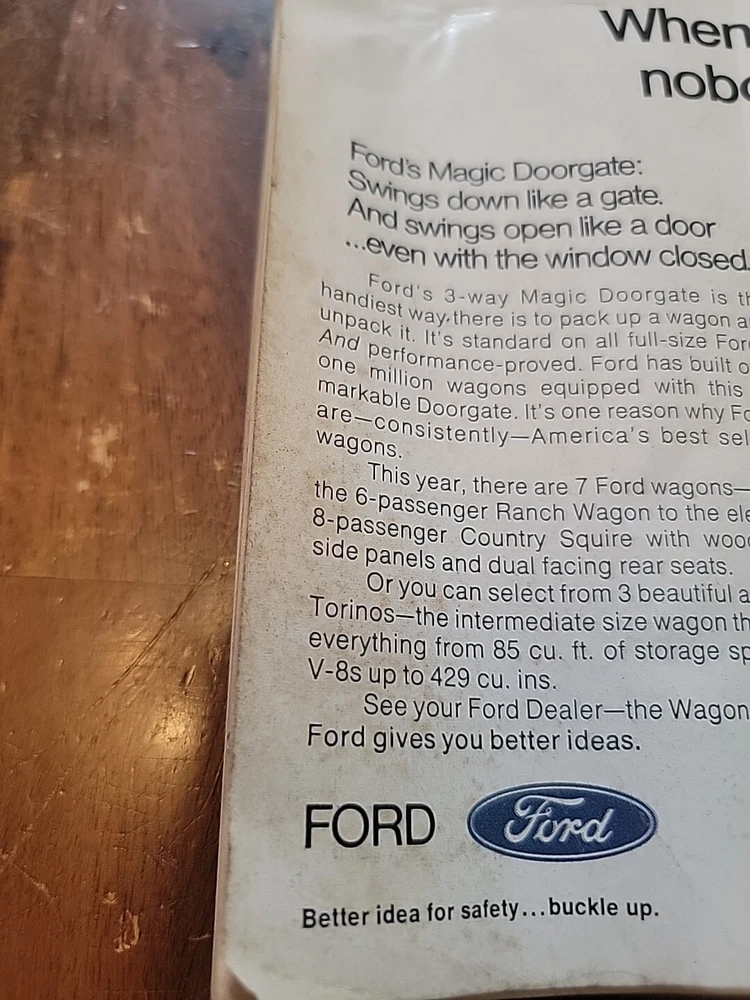 When
nobo
Ford's Magic Doorgate:
Swings down like a gate.
And swings open like a door
...even with the window closed.
Ford's 3-way Magic Doorgate is th
handiest way there is to pack up a wagon a
unpack it. It's standard on all full-size For
And performance-proved. Ford has built o
one million wagons equipped with this
markable Doorgate. It's one reason why Fo
are—consistently—America's best sel
wagons.
This year, there are 7 Ford wagons—
the 6-passenger Ranch Wagon to the ele
8-passenger Country Squire with wood
side panels and dual facing rear seats.
Or you can select from 3 beautiful a
Torinos—the intermediate size wagon th
everything from 85 cu. ft. of storage sp
V-8s up to 429 cu. ins.
See your Ford Dealer—the Wagon
Ford gives you better ideas.
FORD Ford
Better idea for safety...buckle up.